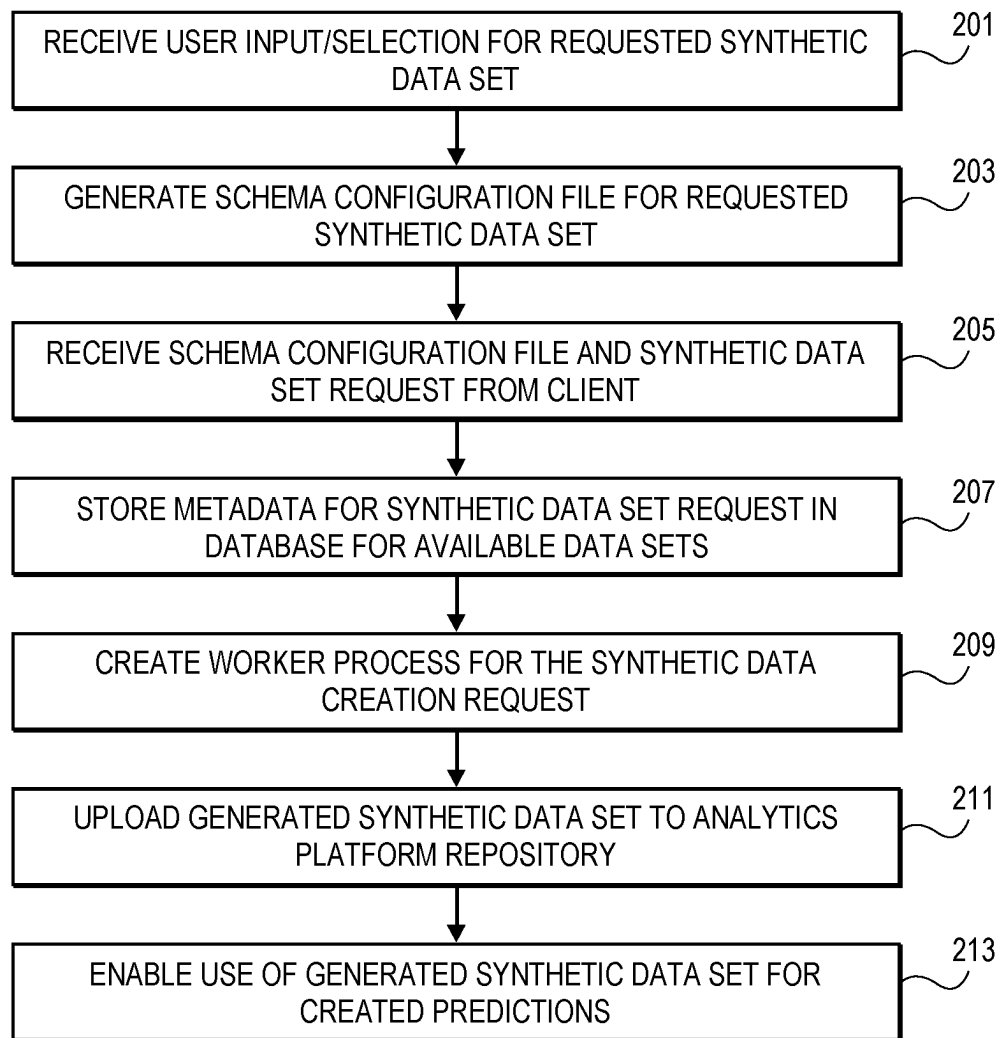 RECEIVE USER INPUT/SELECTION FOR REQUESTED SYNTHETIC
DATA SET
201
GENERATE SCHEMA CONFIGURATION FILE FOR REQUESTED
SYNTHETIC DATA SET
203
RECEIVE SCHEMA CONFIGURATION FILE AND SYNTHETIC DATA
SET REQUEST FROM CLIENT
205
STORE METADATA FOR SYNTHETIC DATA SET REQUEST IN
DATABASE FOR AVAILABLE DATA SETS
207
CREATE WORKER PROCESS FOR THE SYNTHETIC DATA
CREATION REQUEST
209
UPLOAD GENERATED SYNTHETIC DATA SET TO ANALYTICS
PLATFORM REPOSITORY
211
ENABLE USE OF GENERATED SYNTHETIC DATA SET FOR
CREATED PREDICTIONS
213